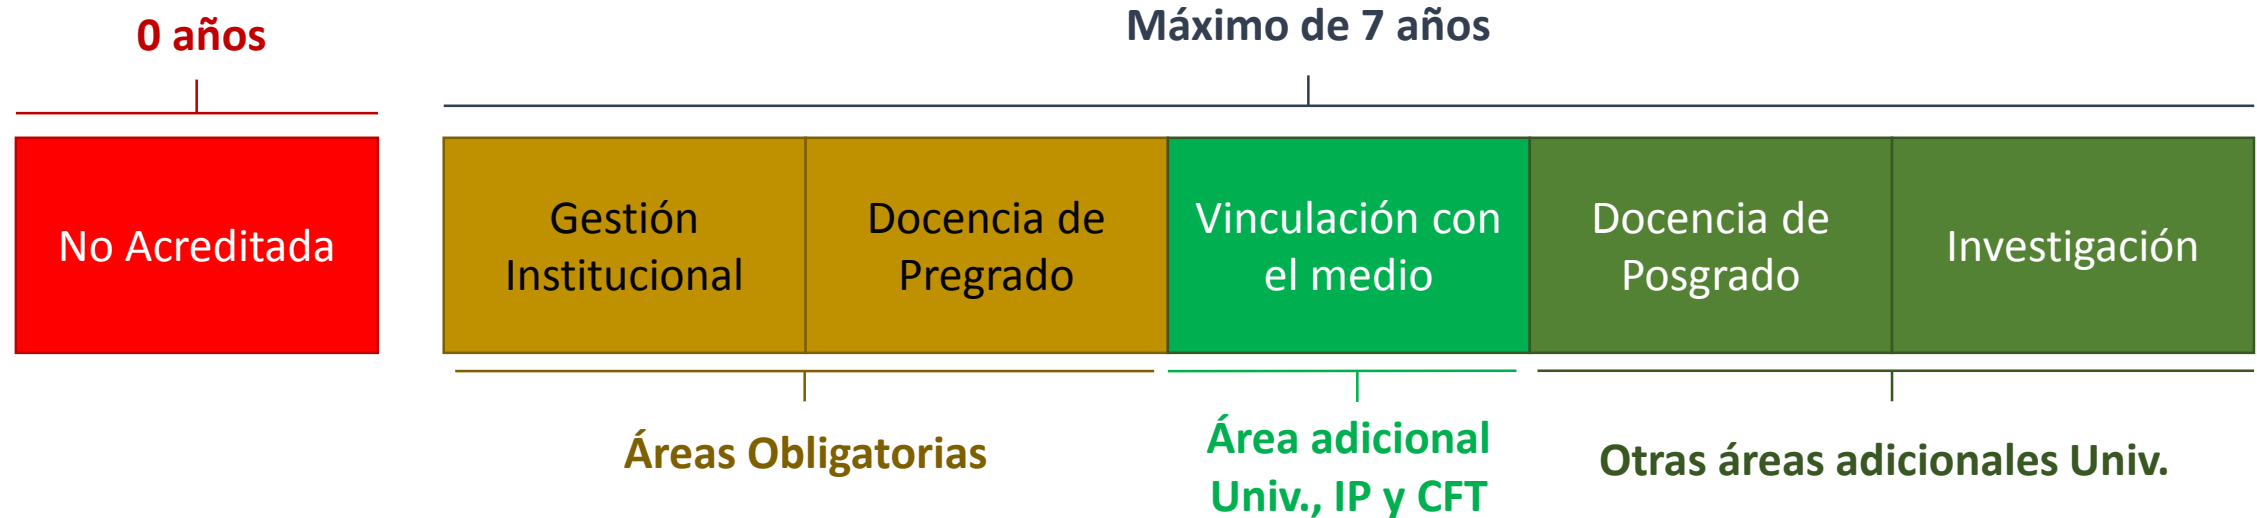 0 años
Máximo de 7 años
No Acreditada
Gestión
Institucional
Docencia de
Pregrado
Vinculación con
el medio
Docencia de
Posgrado
Investigación
Áreas Obligatorias
Área adicional
Univ., IP y CFT
Otras áreas adicionales Univ.